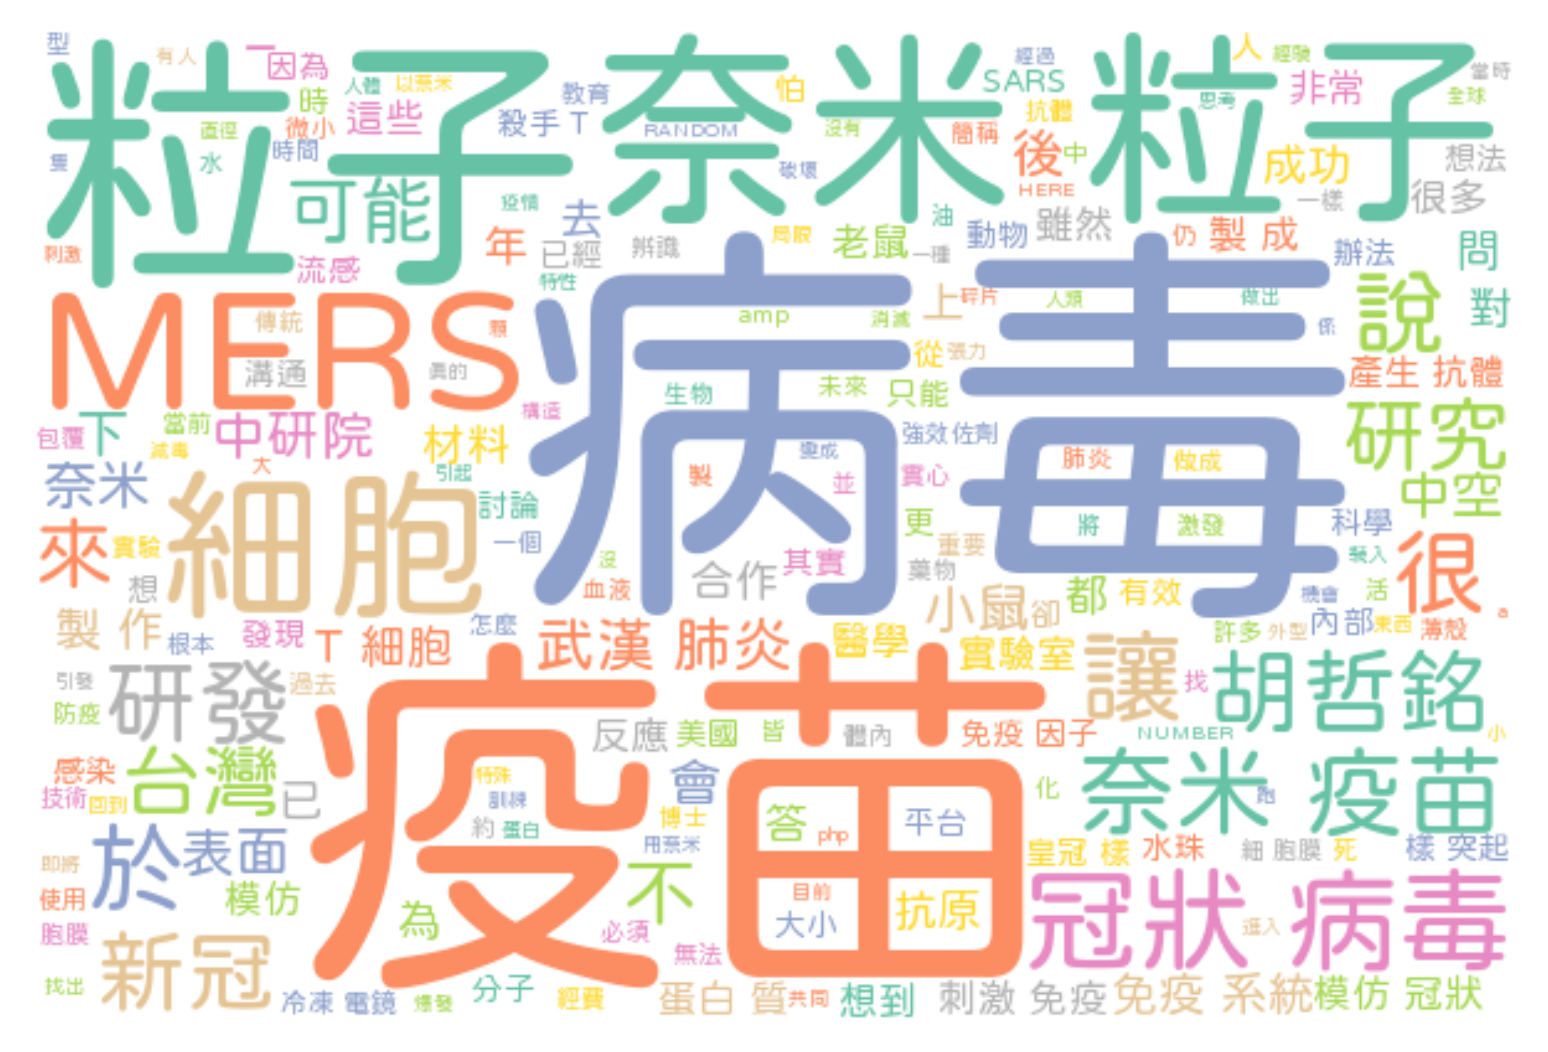 型
有人
一
因為
經過
人
經驗
當時
粒子
奈米
粒子
人體
以奈米
教育
怕
SARS
非常
全球
時
這些
殺手 T
RANDOM
沒有
簡稱
抗體
思考
直徑
微小
水
時間
隻
破壞
後
中
HERE
成功
想法
可能
疫情
去
一樣
很多
年
已經
辨識
局限
老鼠
一種
油
動物
雖然
仍
製 成
辦法
問
刺激
流感
特性
病毒
上
碎片
人類
做出
係
說
對
MERS
傳統
amp
消滅
溝通
真的
從
張力
產生 抗體
生物
未來
只能
包覆
下
當前
中研院
減毒
材料
構造
強效 佐劑
研究
奈米
大
引起
製
變成
並
實心
肺炎
做成
中空
細胞
討論
更
將
激發
科學
來
實驗
一個
沒
重要
裝入
很
想
血液
合作
其實
藥物
小鼠
卻
都
有效
機會
活
製 作
根本
發現
T 細胞
怎麼
武漢 肺炎
醫學
實驗室
讓
許多
外型
內部
東西
薄殼
引發
研發
過去
找
胡哲銘
防疫
疫苗
反應
美國
皆
體內
免疫 因子
NUMBER
小
感染
台灣
已
特殊
訓練
會
化
奈米 疫苗
技術
回到
約
蛋白
博士
答
php
平台
於
表面
用奈米
皇冠 樣
水珠
細 胞膜
死
樣 突起
即將
使用
模仿
為
不
目前
大小
抗原
冠狀 病毒
胞膜
新冠
必須
無法
進入
找出
冷凍 電鏡
爆發
分子
經費
蛋白 質
共同
想到
刺激 免疫
免疫 系統
模仿 冠狀